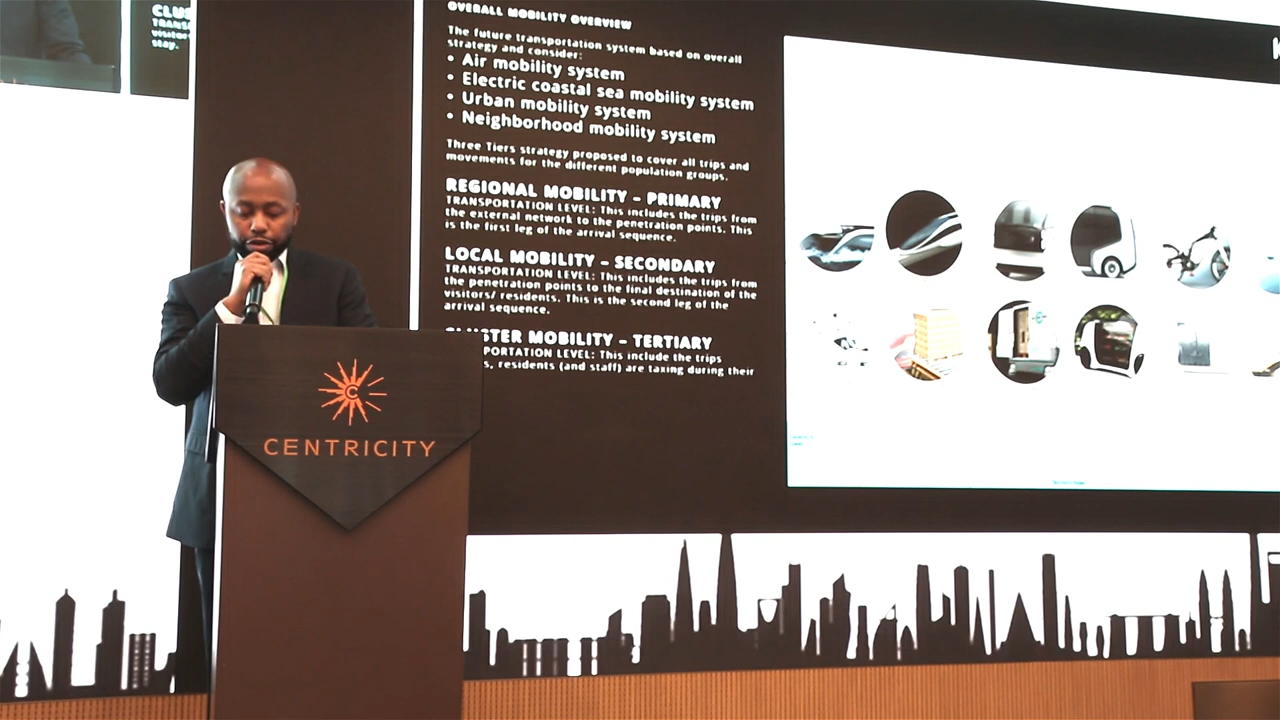 CLUS
TRANS
visitor
stay.
OVERALL MOBILITY OVERVIEW
The future transportation system based on overall
strategy and consider:
• Air mobility system
• Electric coastal sea mobility system
• Urban mobility system
• Neighborhood mobility system
Three Tiers strategy proposed to cover all trips and
movements for the different population groups.
REGIONAL MOBILITY – PRIMARY
TRANSPORTATION LEVEL: This includes the trips from
the external network to the penetration points. This
is the first leg of the arrival sequence.
LOCAL MOBILITY – SECONDARY
TRANSPORTATION LEVEL: This includes the trips from
the penetration points to the final destination of the
visitors/ residents. This is the second leg of the
arrival sequence.
CLUSTER MOBILITY – TERTIARY
PORTATION LEVEL: This include the trips
s, residents (and staff) are taxing during their
C
CENTRICITY